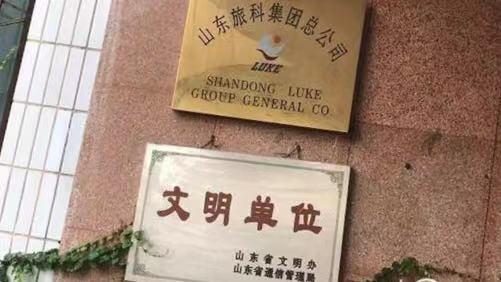 山东旅科集团总公司
LUKE
SHANDONG LUKE
GROUP GENERAL CO
文明单位
山东省文明办
山东省通信管理局